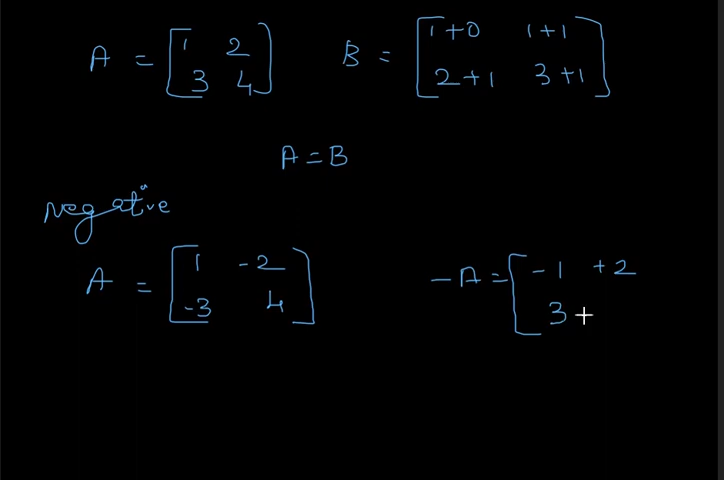 A = [1 2 3 4] B = [1+0 1+1 2+1 3+1]
A = B
Negative
A = [1 -2 -3 4] -A = [-1 +2 3